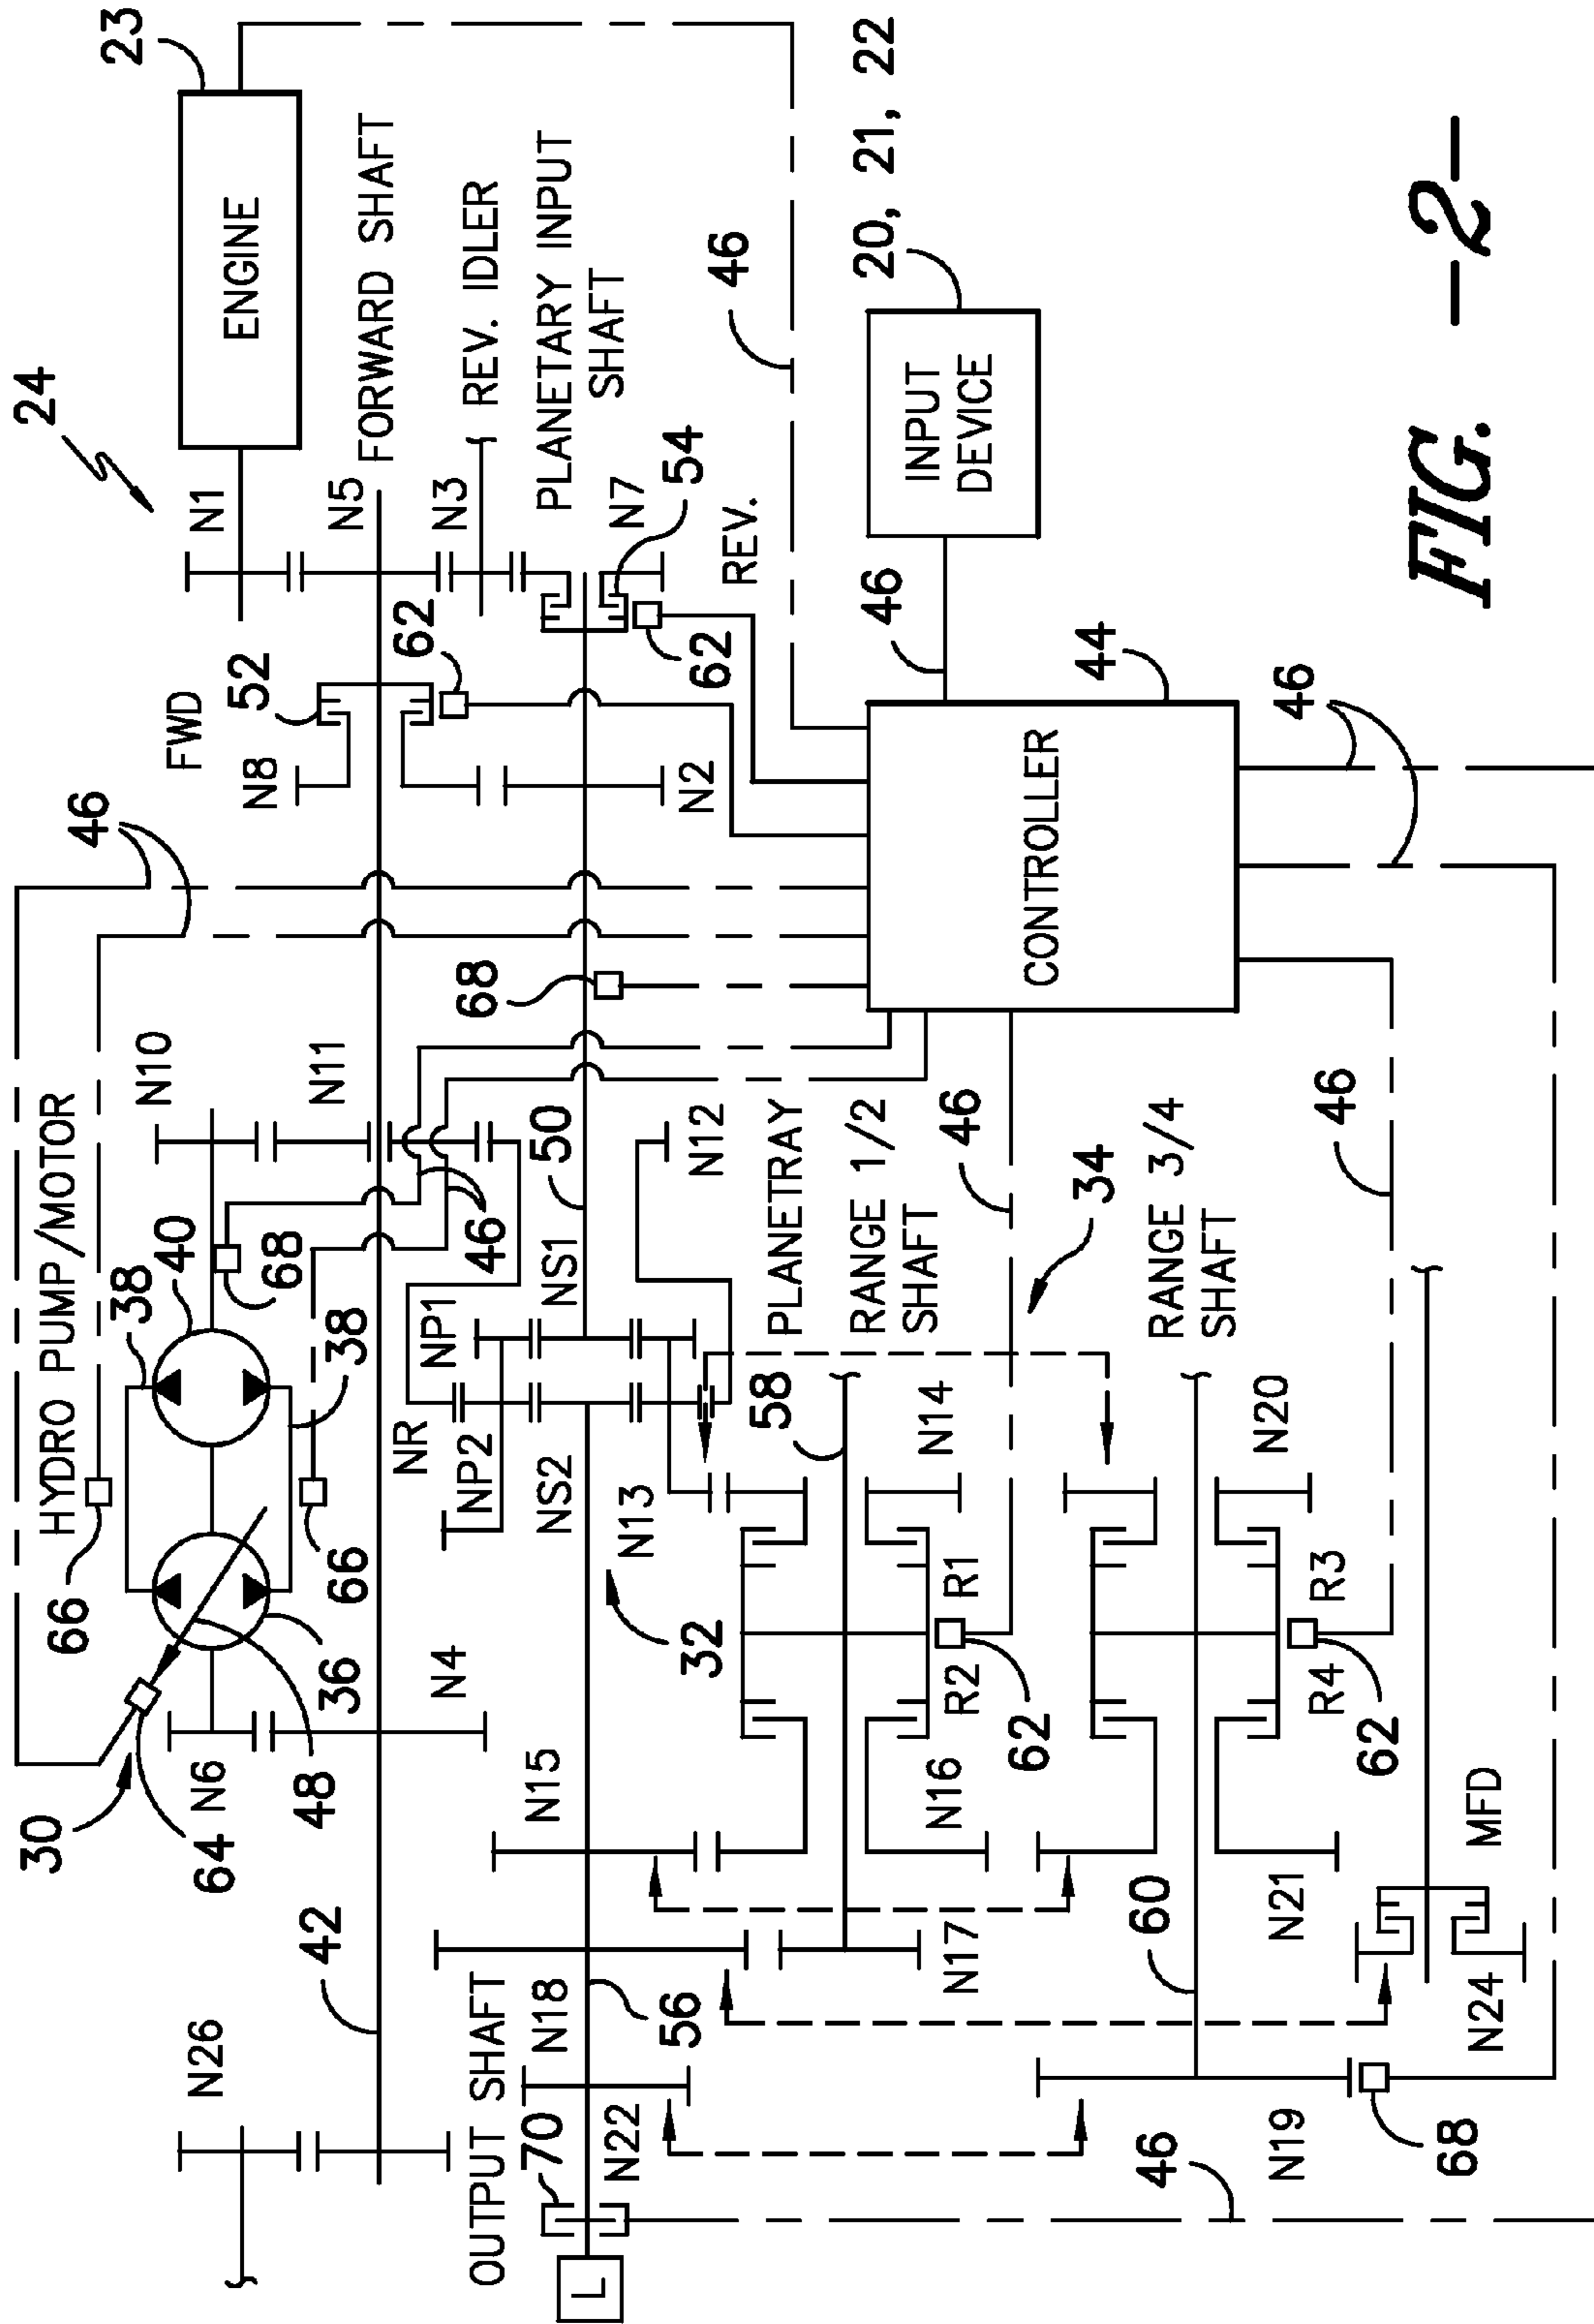 24
23
ENGINE
N1
FORWARD SHAFT
N5
REV. IDLER
N3
PLANETARY INPUT
SHAFT
N7
54
REV.
46
20, 21, 22
INPUT
DEVICE
46
44
CONTROLLER
46
FWD
52
62
62
N8
N2
46
68
HYDRO PUMP/MOTOR
N10
N11
40
38
68
38
46
50
N12
66
66
30
64
48
36
N6
N4
NR
NP1
NP2
NS1
NS2
N13
32
PLANETRAY
RANGE 1/2
SHAFT
46
34
RANGE 3/4
SHAFT
46
58
N14
R1
R2
62
N16
N15
N20
R3
R4
62
N21
60
N17
MFD
N24
42
N26
OUTPUT SHAFT
N18
56
70
N22
L
46
N19
68
FIG. -2-